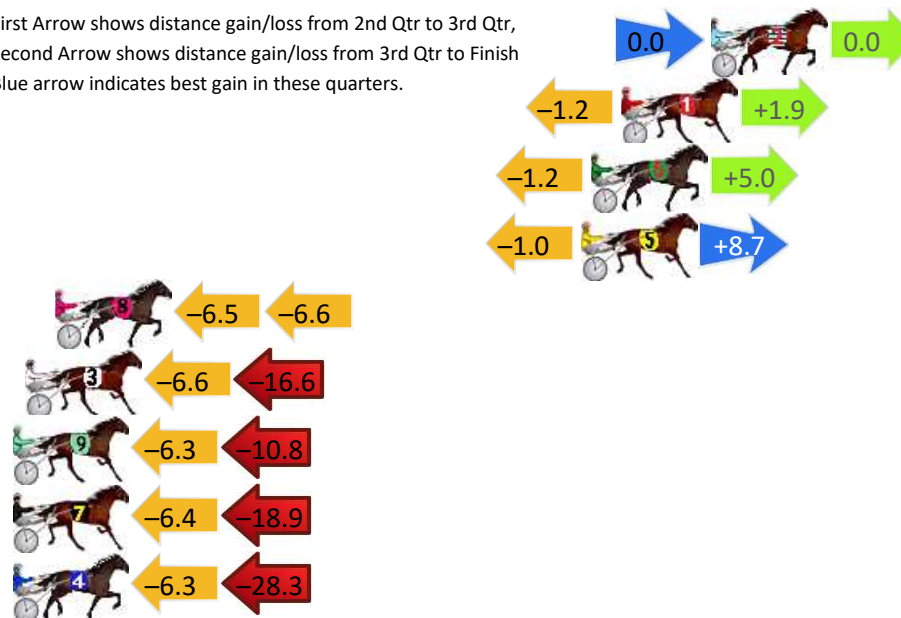 irst Arrow shows distance gain/loss from 2nd Qtr to 3rd Qtr,
econd Arrow shows distance gain/loss from 3rd Qtr to Finish
lue arrow indicates best gain in these quarters.
0.0 0.0
–1.2 1 +1.9
–1.2 6 +5.0
–1.0 5 +8.7
8 –6.5 –6.6
3 –6.6 –16.6
9 –6.3 –10.8
7 –6.4 –18.9
4 –6.3 –28.3